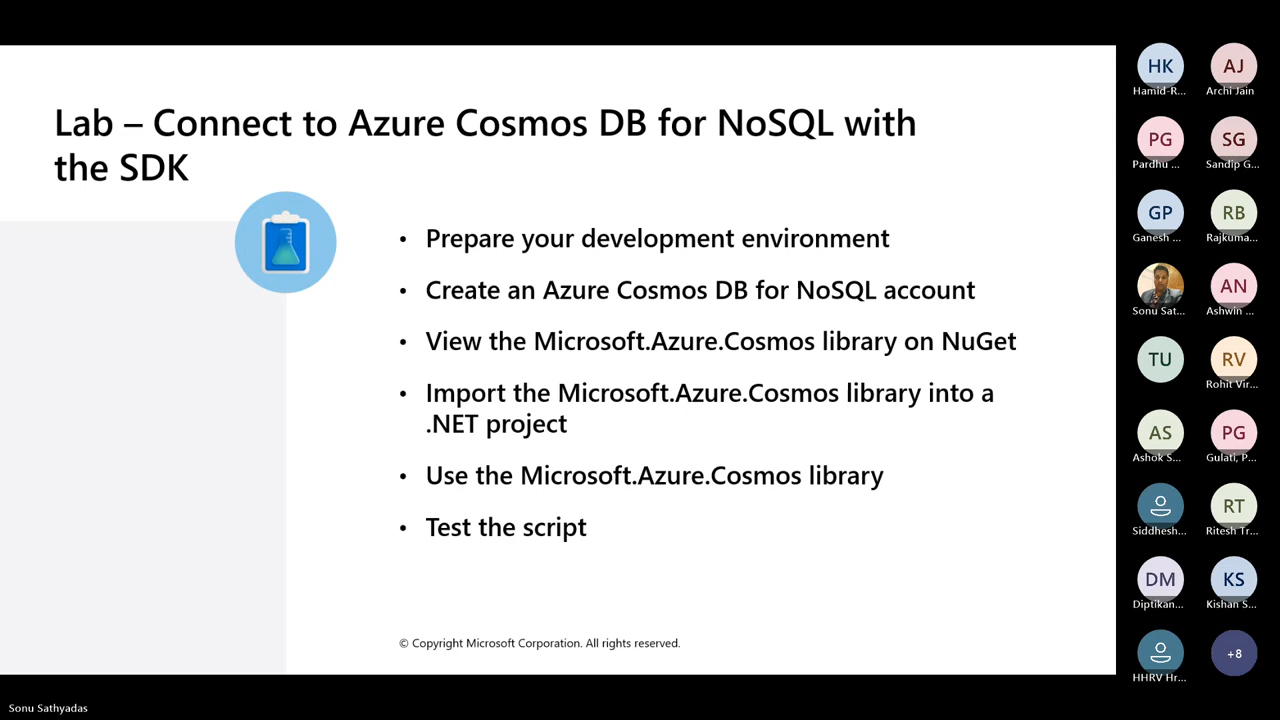 Lab – Connect to Azure Cosmos DB for NoSQL with
the SDK
• Prepare your development environment
• Create an Azure Cosmos DB for NoSQL account
• View the Microsoft.Azure.Cosmos library on NuGet
• Import the Microsoft.Azure.Cosmos library into a
.NET project
• Use the Microsoft.Azure.Cosmos library
• Test the script
© Copyright Microsoft Corporation. All rights reserved.
HK
Hamid-R...
AJ
Archi Jain
PG
Pardhu ...
SG
Sandip G...
GP
Ganesh ...
RB
Rajkuma...
Sonu Sat...
AN
Ashwin ...
TU
RV
Rohit Vir...
AS
Ashok S...
PG
Gulati, P...
Siddhesh...
RT
Ritesh Tr...
DM
Diptikan...
KS
Kishan S...
HHRV Hr...
+8
Sonu Sathyadas